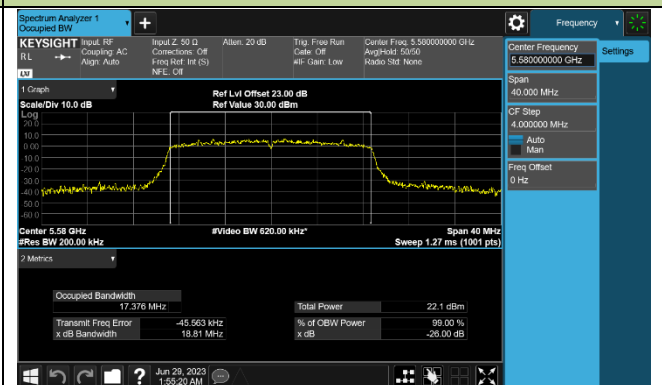 Spectrum Analyzer 1
Occupied BW
+
Frequency
KEYSIGHT
RL
Input: RF
Coupling: AC
Align: Auto
Input Z: 50 Ω
Corrections: Off
Freq Ref: Int (S)
NFE: Off
Atten: 20 dB
Trig: Free Run
Gate: Off
#IF Gain: Low
Center Freq: 5.580000000 GHz
Avg|Hold: 50/50
Radio Std: None
LXI
Center Frequency
5.580000000 GHz
Settings
Span
40.000 MHz
CF Step
4.000000 MHz
Auto
Man
Freq Offset
0 Hz
1 Graph
Scale/Div 10.0 dB
Ref Lvl Offset 23.00 dB
Ref Value 30.00 dBm
Log
20.0
10.0
0.00
-10.0
-20.0
-30.0
-40.0
-50.0
-60.0
Center 5.58 GHz
#Res BW 200.00 kHz
#Video BW 620.00 kHz*
Span 40 MHz
Sweep 1.27 ms (1001 pts)
2 Metrics
Occupied Bandwidth
17.376 MHz
Total Power 22.1 dBm
Transmit Freq Error -45.563 kHz
% of OBW Power 99.00 %
x dB Bandwidth 18.81 MHz
x dB -26.00 dB
?
Jun 29, 2023
1:55:20 AM